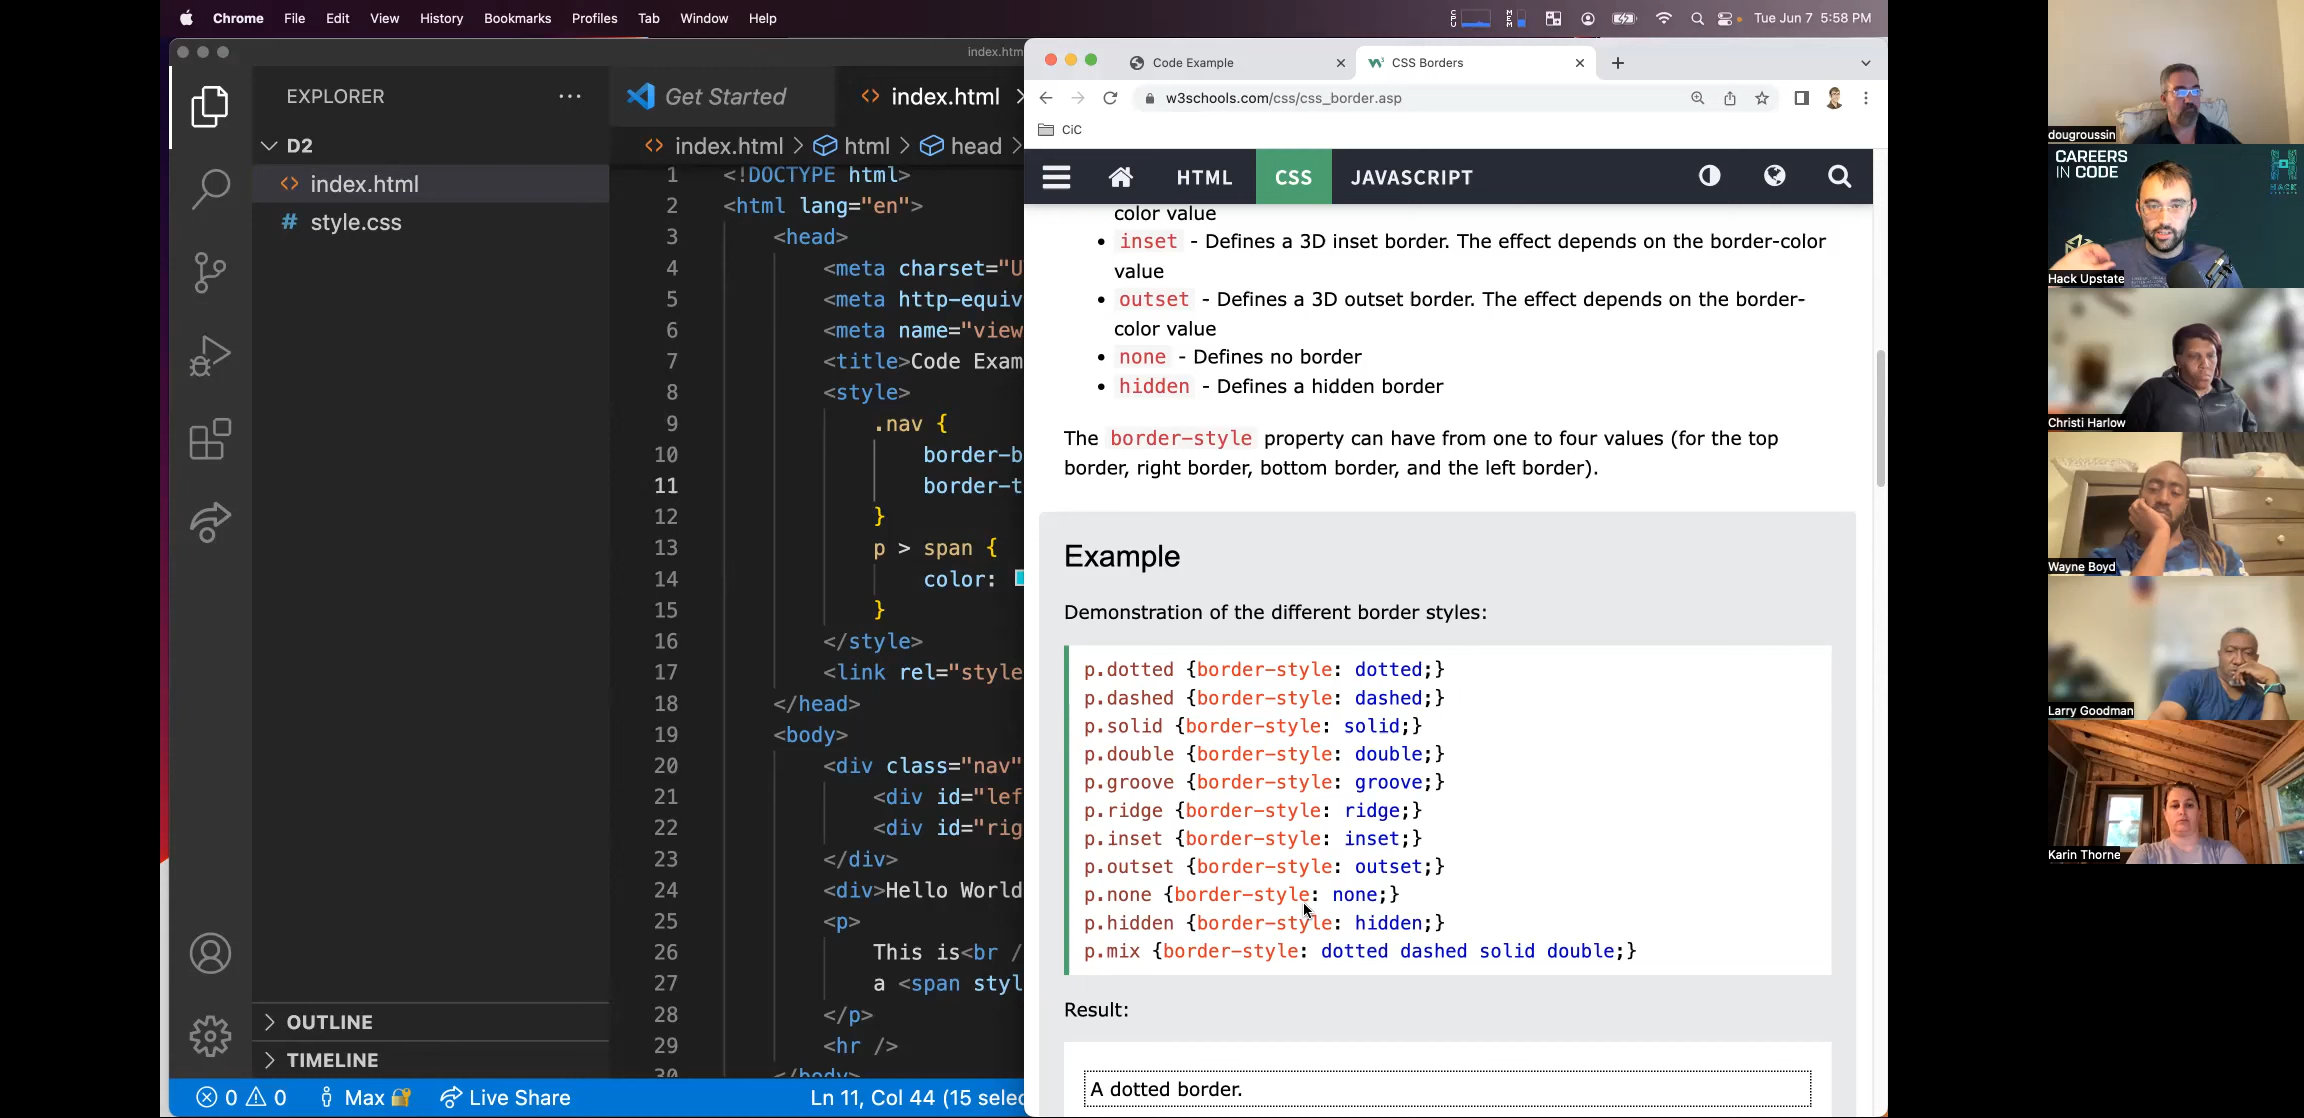 Chrome File Edit View History Bookmarks Profiles Tab Window Help
CPU MEM Tue Jun 7 5:58 PM
index.htm
EXPLORER
D2
index.html
style.css
OUTLINE
TIMELINE
Get Started index.html
index.html > html > head >
1 <!DOCTYPE html>
2 <html lang="en">
3 <head>
4 <meta charset="U
5 <meta http-equiv
6 <meta name="view
7 <title>Code Exam
8 <style>
9 .nav {
10 border-b
11 border-t
12 }
13 p > span {
14 color:
15 }
16 </style>
17 <link rel="style
18 </head>
19 <body>
20 <div class="nav"
21 <div id="lef
22 <div id="rig
23 </div>
24 <div>Hello World
25 <p>
26 This is<br /
27 a <span styl
28 </p>
29 <hr />
30 </body>
0 0 Max Live Share Ln 11, Col 44 (15 selec
Code Example CSS Borders
w3schools.com/css/css_border.asp
CiC
HTML CSS JAVASCRIPT
color value
• inset - Defines a 3D inset border. The effect depends on the border-color
value
• outset - Defines a 3D outset border. The effect depends on the border-
color value
• none - Defines no border
• hidden - Defines a hidden border
The border-style property can have from one to four values (for the top
border, right border, bottom border, and the left border).
Example
Demonstration of the different border styles:
p.dotted {border-style: dotted;}
p.dashed {border-style: dashed;}
p.solid {border-style: solid;}
p.double {border-style: double;}
p.groove {border-style: groove;}
p.ridge {border-style: ridge;}
p.inset {border-style: inset;}
p.outset {border-style: outset;}
p.none {border-style: none;}
p.hidden {border-style: hidden;}
p.mix {border-style: dotted dashed solid double;}
Result:
A dotted border.
dougroussin
CAREERS
IN CODE
HACK
Hack Upstate
Christi Harlow
Wayne Boyd
Larry Goodman
Karin Thorne